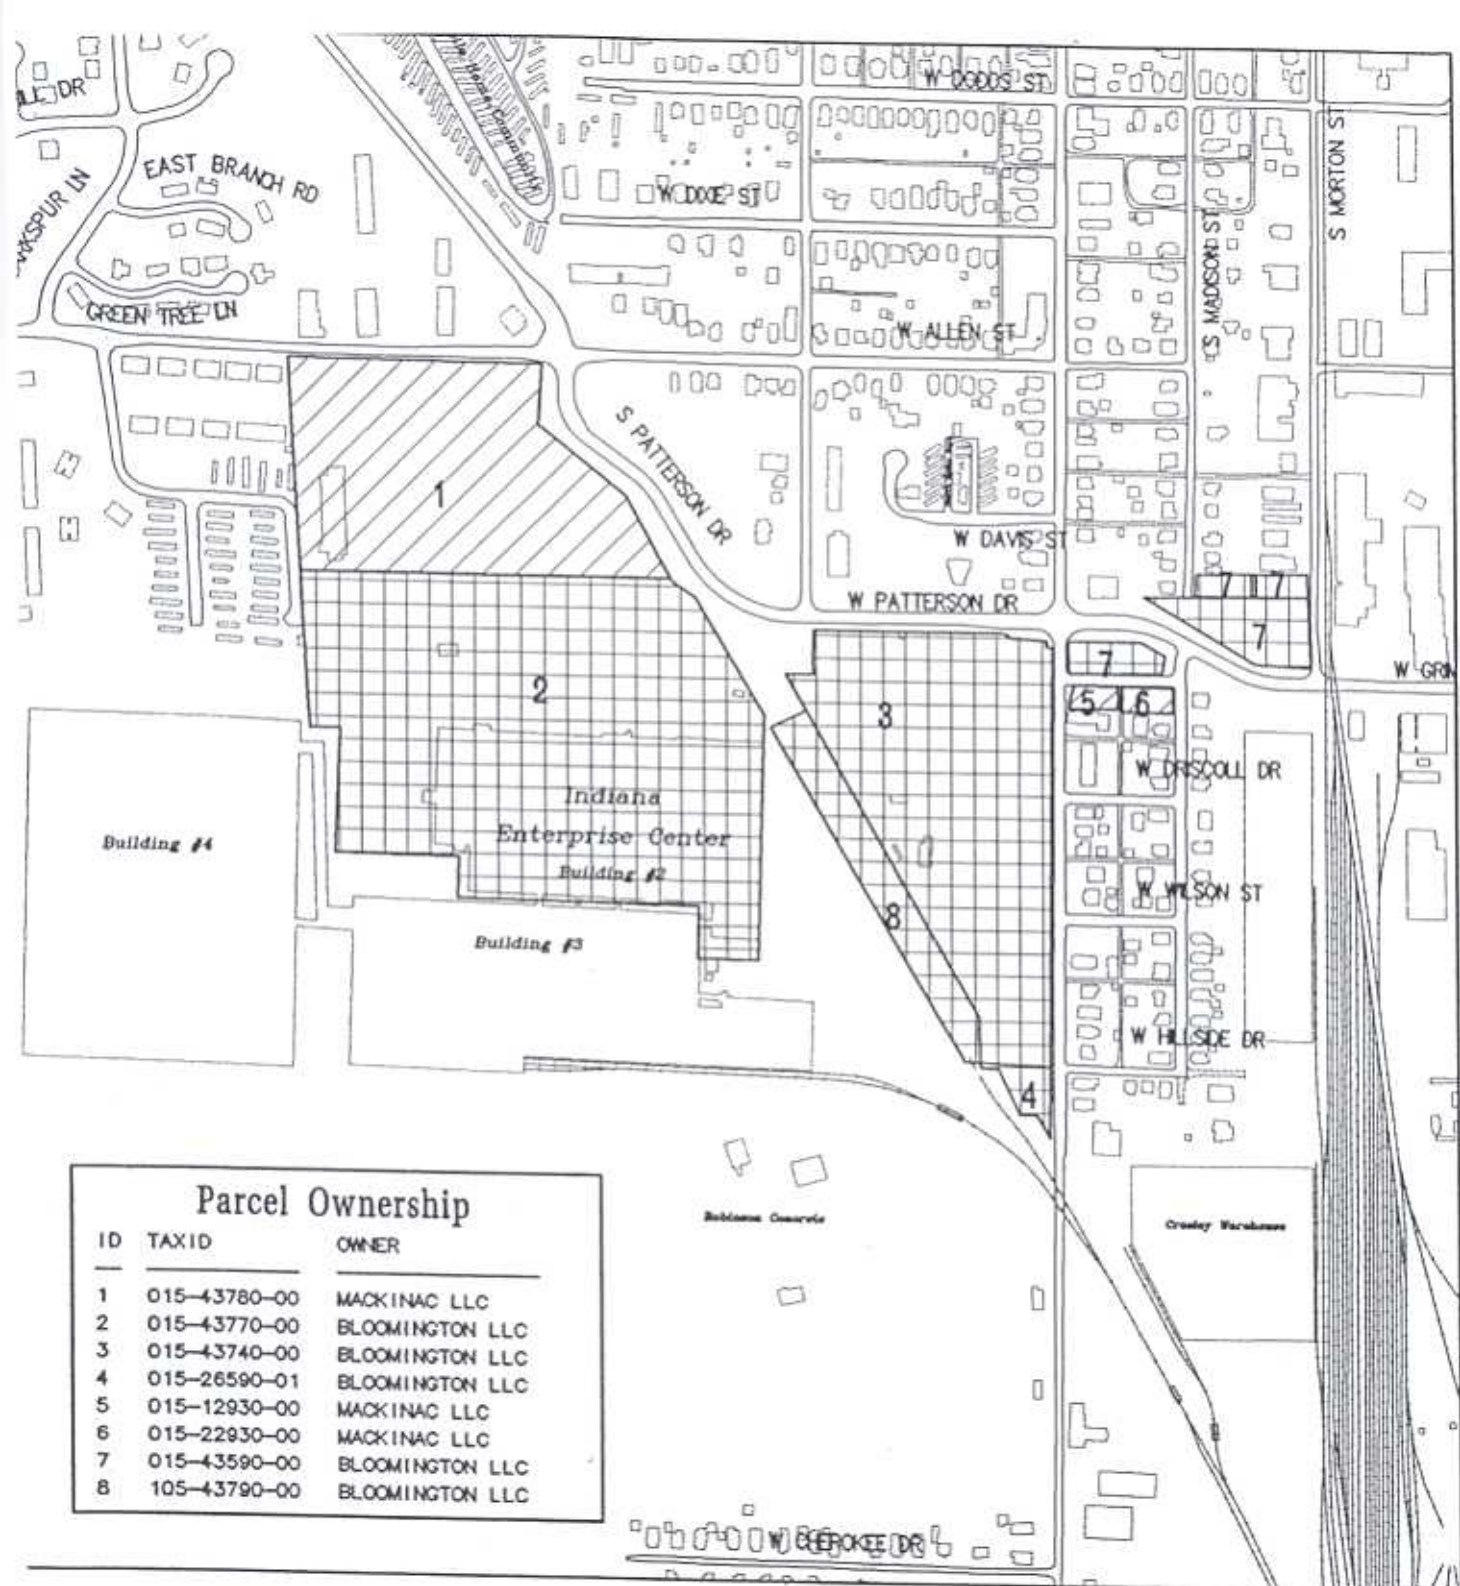 W DODDS ST
DR
S MORTON ST
EAST BRANCH RD
W DIXIE ST
S MADISON ST
GREEN TREE LN
W ALLEN ST
S PATTERSON DR
1
W DAVIS ST
W PATTERSON DR
7 7
7
7
W GRIM
2
3
5 6
W DRISCOLL DR
Indiana
Enterprise Center
Building #2
Building #4
W WILSON ST
8
Building #3
W HILLSIDE DR
4
Robinson Concrete
Crosley Warehouse
Parcel Ownership
ID TAXID OWNER
1 015-43780-00 MACKINAC LLC
2 015-43770-00 BLOOMINGTON LLC
3 015-43740-00 BLOOMINGTON LLC
4 015-26590-01 BLOOMINGTON LLC
5 015-12930-00 MACKINAC LLC
6 015-22930-00 MACKINAC LLC
7 015-43590-00 BLOOMINGTON LLC
8 105-43790-00 BLOOMINGTON LLC
W CHEROKEE DR